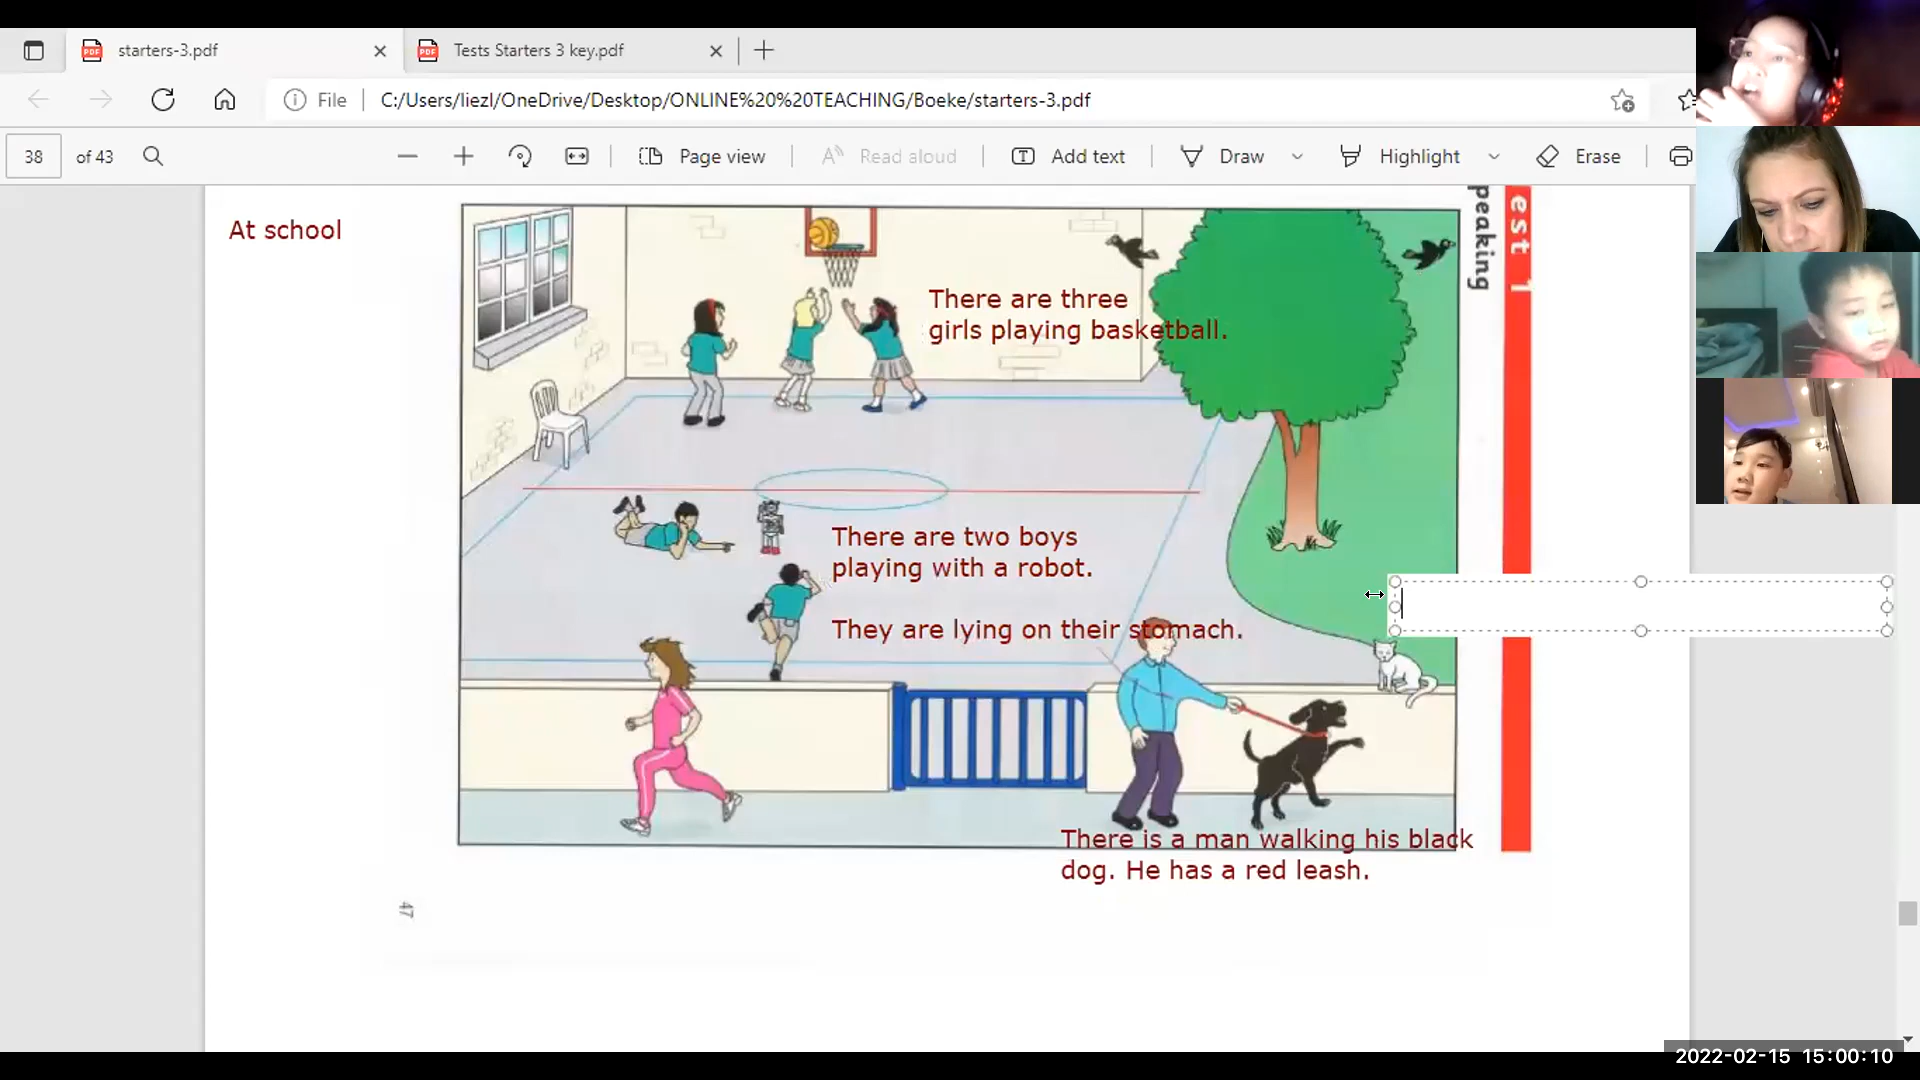 starters-3.pdf
Tests Starters 3 key.pdf
File
C:/Users/liezl/OneDrive/Desktop/ONLINE%20%20TEACHING/Boeke/starters-3.pdf
38
of 43
Page view
Read aloud
Add text
Draw
Highlight
Erase
At school
est 1
peaking
There are three
girls playing basketball.
There are two boys
playing with a robot.
They are lying on their stomach.
There is a man walking his black
dog. He has a red leash.
47
2022-02-15 15:00:10